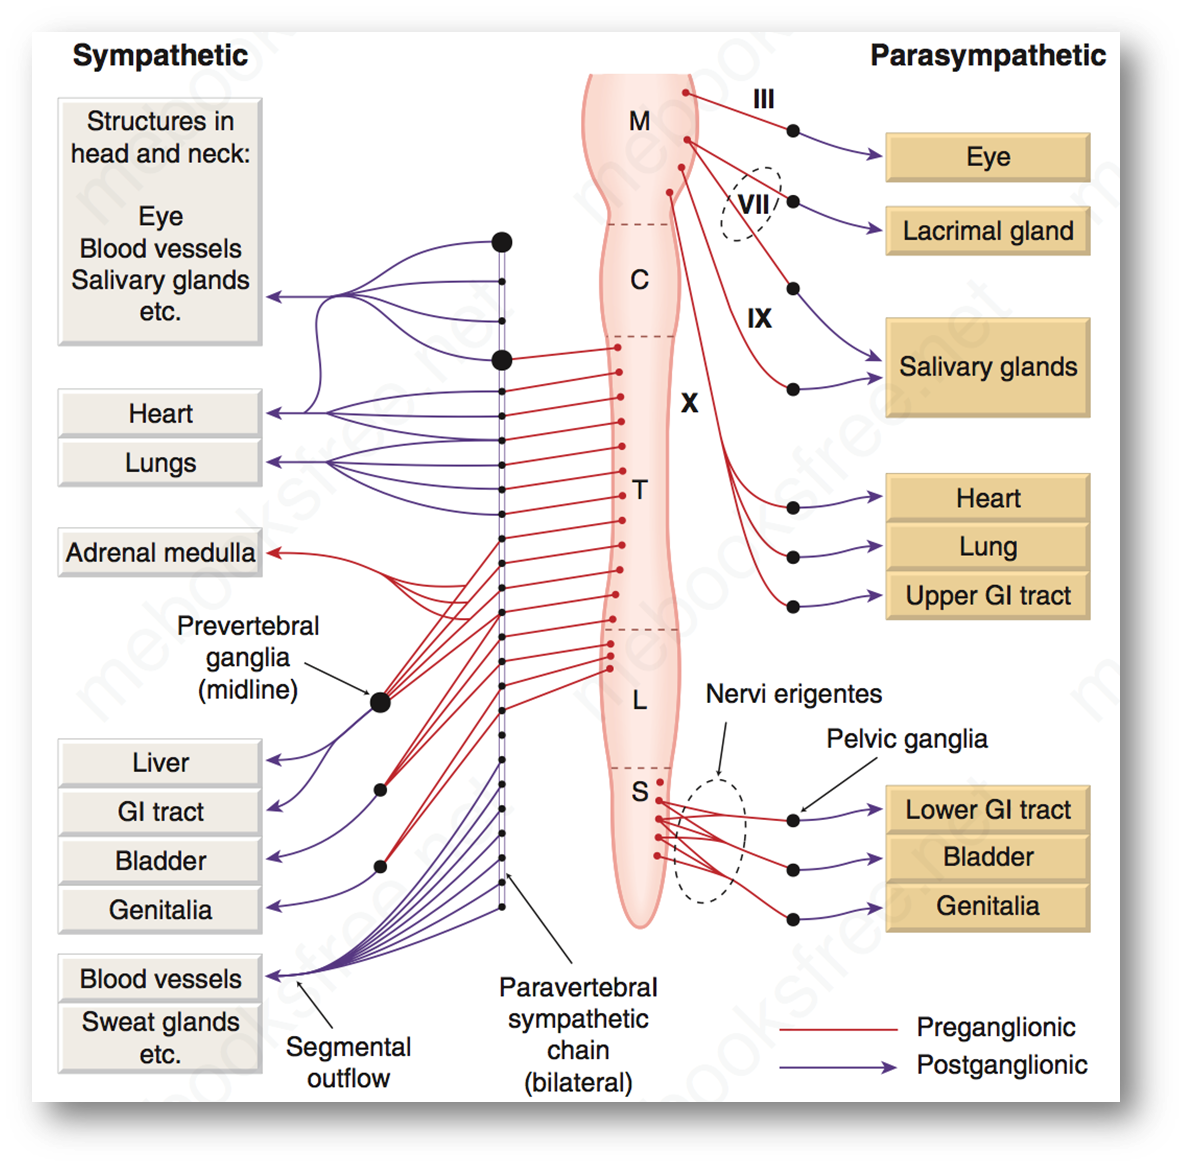 Sympathetic
Parasympathetic
Structures in
head and neck:
Eye
Blood vessels
Salivary glands
etc.
Heart
Lungs
Adrenal medulla
Prevertebral
ganglia
(midline)
Liver
GI tract
Bladder
Genitalia
Blood vessels
Sweat glands
etc.
Segmental
outflow
Paravertebral
sympathetic
chain
(bilateral)
M
C
T
L
S
III
VII
IX
X
Eye
Lacrimal gland
Salivary glands
Heart
Lung
Upper GI tract
Nervi erigentes
Pelvic ganglia
Lower GI tract
Bladder
Genitalia
Preganglionic
Postganglionic
mebooksfree.net